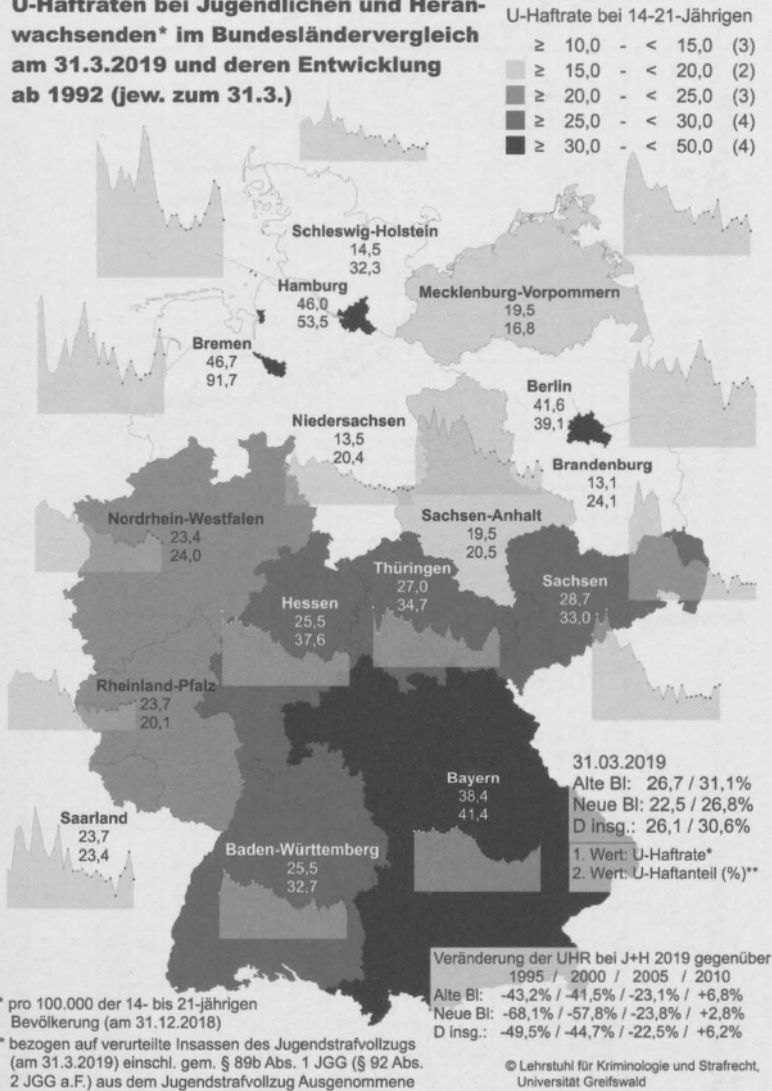 U-Haftraten bei Jugendlichen und Heran-
wachsenden* im Bundesländervergleich
am 31.3.2019 und deren Entwicklung
ab 1992 (jew. zum 31.3.)
U-Haftrate bei 14-21-Jährigen
≥ 10,0 - < 15,0 (3)
≥ 15,0 - < 20,0 (2)
≥ 20,0 - < 25,0 (3)
≥ 25,0 - < 30,0 (4)
≥ 30,0 - < 50,0 (4)
Schleswig-Holstein
14,5
32,3
Hamburg
46,0
53,5
Mecklenburg-Vorpommern
19,5
16,8
Bremen
46,7
91,7
Berlin
41,6
39,1
Niedersachsen
13,5
20,4
Brandenburg
13,1
24,1
Nordrhein-Westfalen
23,4
24,0
Sachsen-Anhalt
19,5
20,5
Thüringen
27,0
34,7
Sachsen
28,7
33,0
Hessen
25,5
37,6
Rheinland-Pfalz
23,7
20,1
Bayern
38,4
41,4
Saarland
23,7
23,4
Baden-Württemberg
25,5
32,7
31.03.2019
Alte Bl: 26,7 / 31,1%
Neue Bl: 22,5 / 26,8%
D insg.: 26,1 / 30,6%
1. Wert: U-Haftrate*
2. Wert: U-Haftanteil (%)**
Veränderung der UHR bei J+H 2019 gegenüber
1995 / 2000 / 2005 / 2010
Alte Bl: -43,2% / -41,5% / -23,1% / +6,8%
Neue Bl: -68,1% / -57,8% / -23,8% / +2,8%
D insg.: -49,5% / -44,7% / -22,5% / +6,2%
* pro 100.000 der 14- bis 21-jährigen
Bevölkerung (am 31.12.2018)
* bezogen auf verurteilte Insassen des Jugendstrafvollzugs
(am 31.3.2019) einschl. gem. § 89b Abs. 1 JGG (§ 92 Abs.
2 JGG a.F.) aus dem Jugendstrafvollzug Ausgenommene
© Lehrstuhl für Kriminologie und Strafrecht,
Universität Greifswald